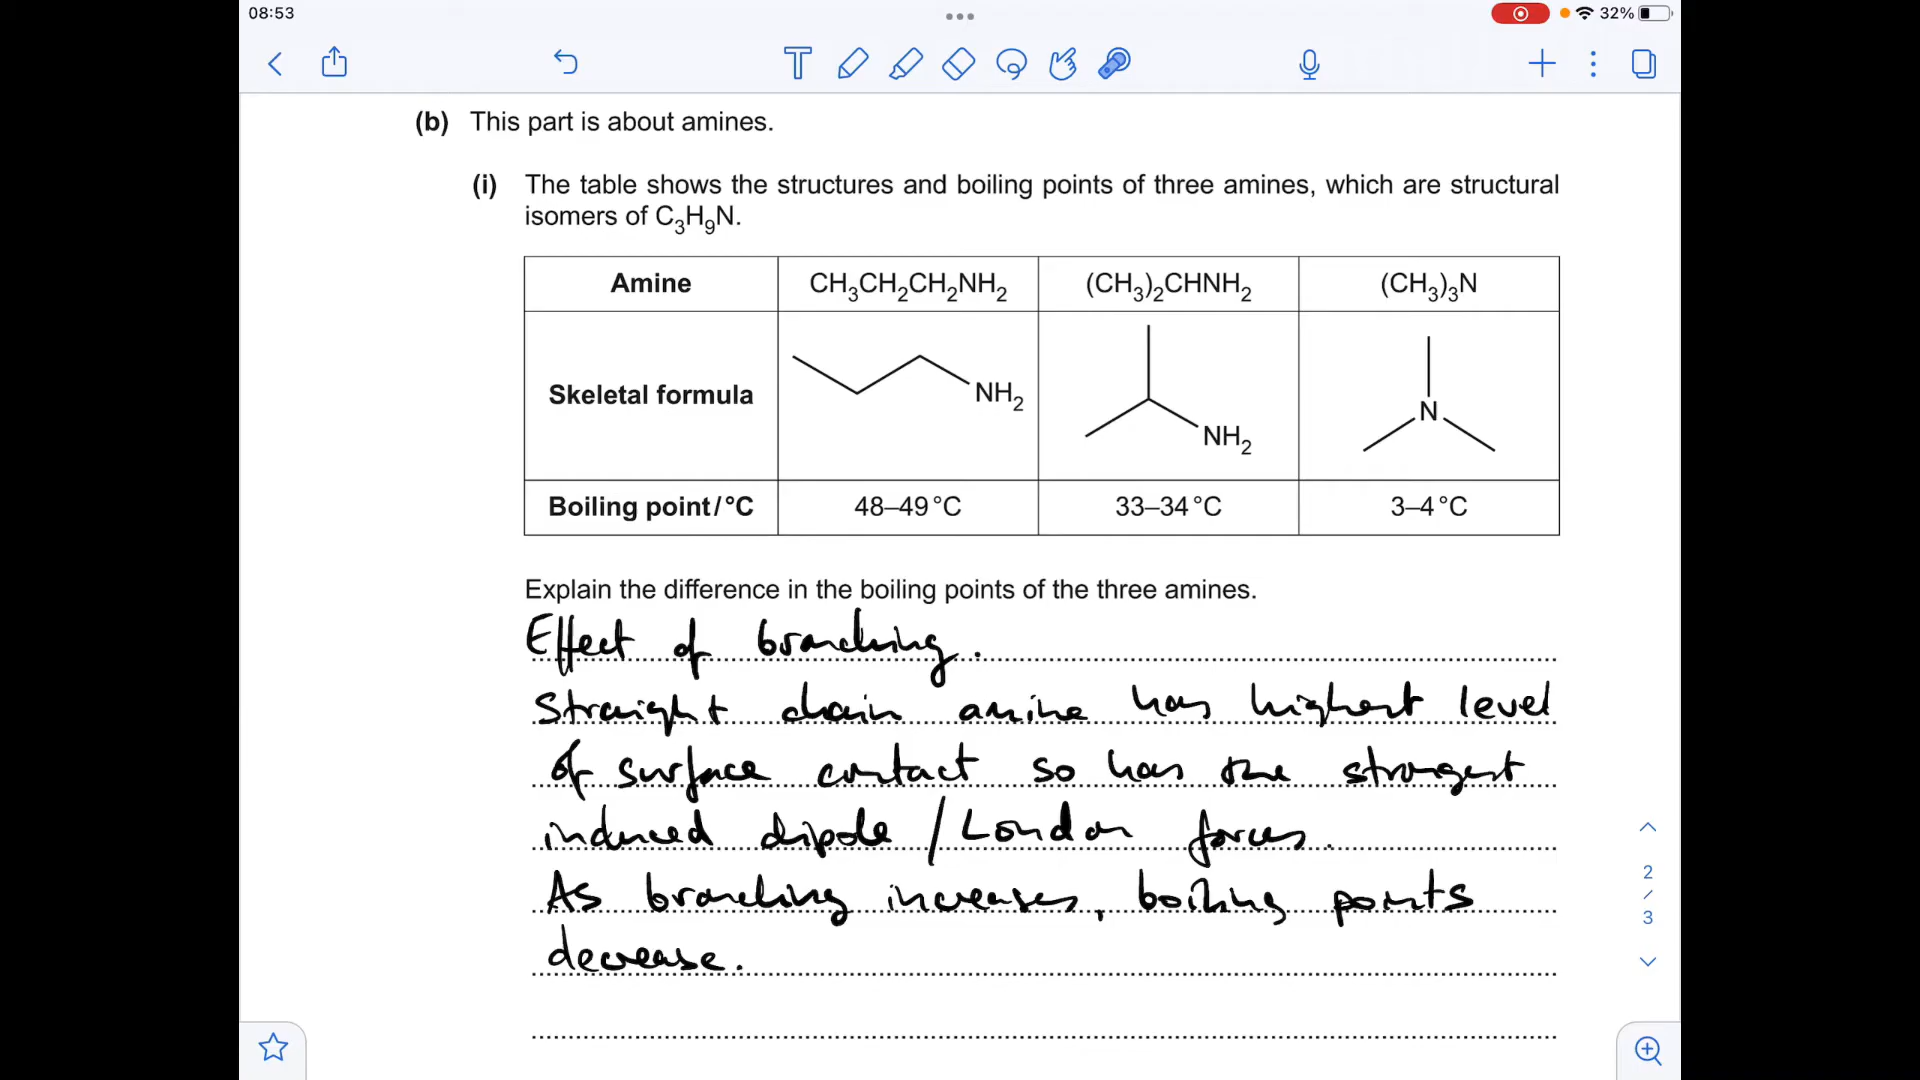 08:53
32%
(b) This part is about amines.
(i) The table shows the structures and boiling points of three amines, which are structural
isomers of C₃H₉N.
Amine CH₃CH₂CH₂NH₂ (CH₃)₂CHNH₂ (CH₃)₃N
Skeletal formula NH₂ NH₂ N
Boiling point/°C 48–49°C 33–34°C 3–4°C
Explain the difference in the boiling points of the three amines.
Effect of branching.
Straight chain amine has highest level
of surface contact so has the strongest
induced dipole / London forces.
As branching increases, boiling points
decrease.
2
/
3